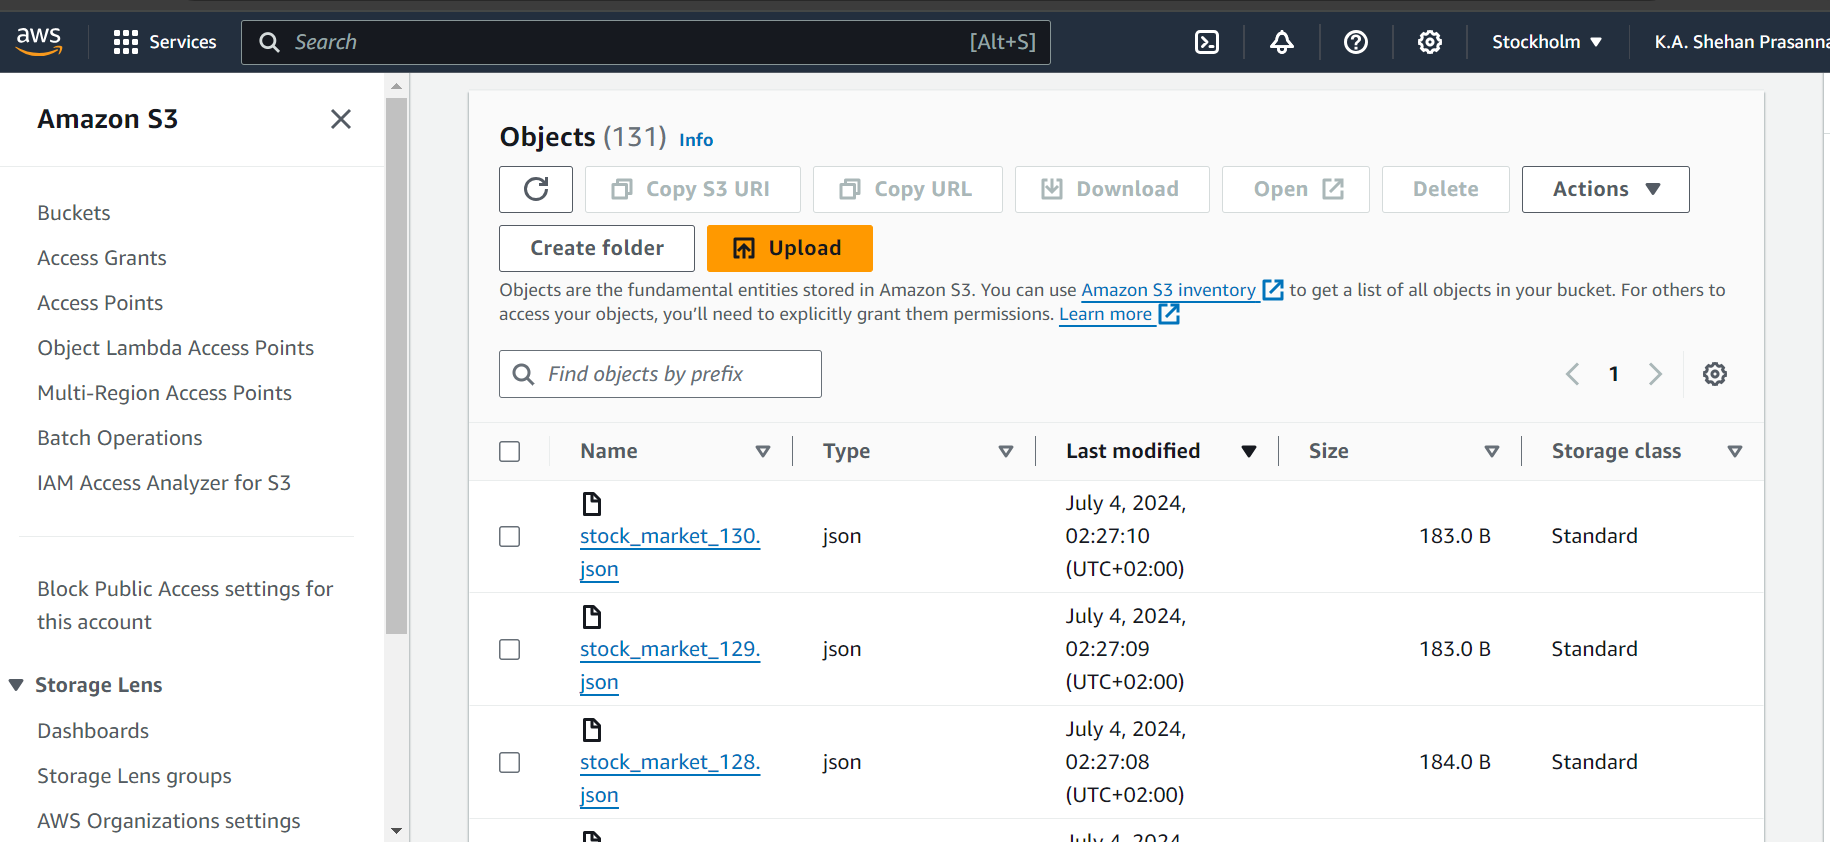 aws Services Search [Alt+S] Stockholm K.A. Shehan Prasanna
Amazon S3
Buckets
Access Grants
Access Points
Object Lambda Access Points
Multi-Region Access Points
Batch Operations
IAM Access Analyzer for S3
Block Public Access settings for
this account
Storage Lens
Dashboards
Storage Lens groups
AWS Organizations settings
Objects (131) Info
Copy S3 URI Copy URL Download Open Delete Actions
Create folder Upload
Objects are the fundamental entities stored in Amazon S3. You can use Amazon S3 inventory to get a list of all objects in your bucket. For others to
access your objects, you’ll need to explicitly grant them permissions. Learn more
Find objects by prefix 1
Name Type Last modified Size Storage class
July 4, 2024,
stock_market_130. json 02:27:10 183.0 B Standard
json (UTC+02:00)
July 4, 2024,
stock_market_129. json 02:27:09 183.0 B Standard
json (UTC+02:00)
July 4, 2024,
stock_market_128. json 02:27:08 184.0 B Standard
json (UTC+02:00)
July 4, 2024,